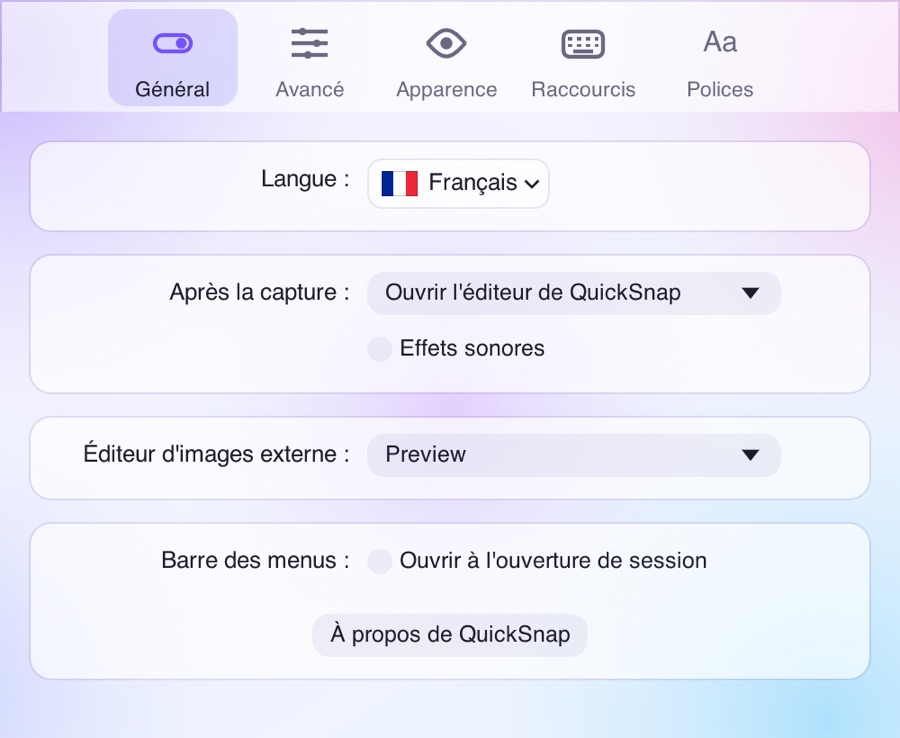 Général
Avancé
Apparence
Raccourcis
Aa
Polices
Langue :
Français
Après la capture :
Ouvrir l'éditeur de QuickSnap
Effets sonores
Éditeur d'images externe :
Preview
Barre des menus :
Ouvrir à l'ouverture de session
À propos de QuickSnap